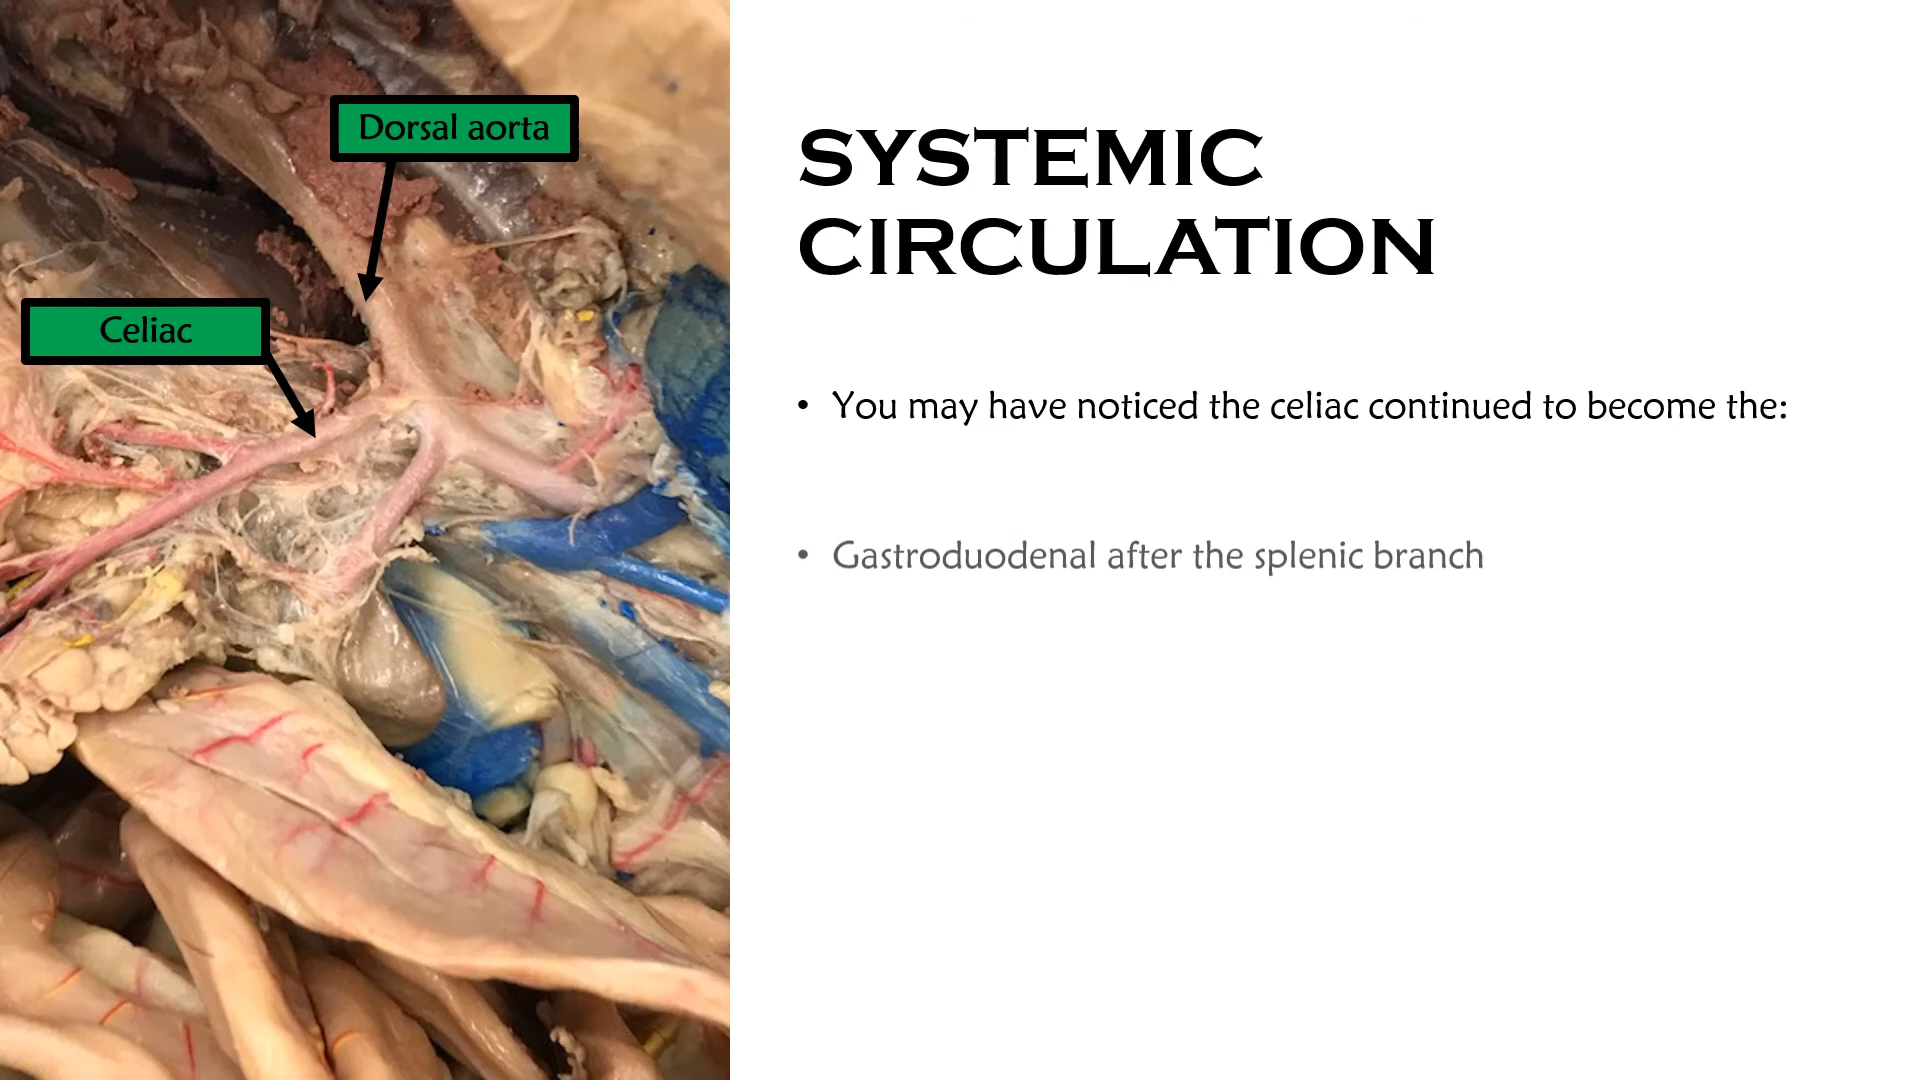 Dorsal aorta
Celiac
SYSTEMIC
CIRCULATION
• You may have noticed the celiac continued to become the:
• Gastroduodenal after the splenic branch